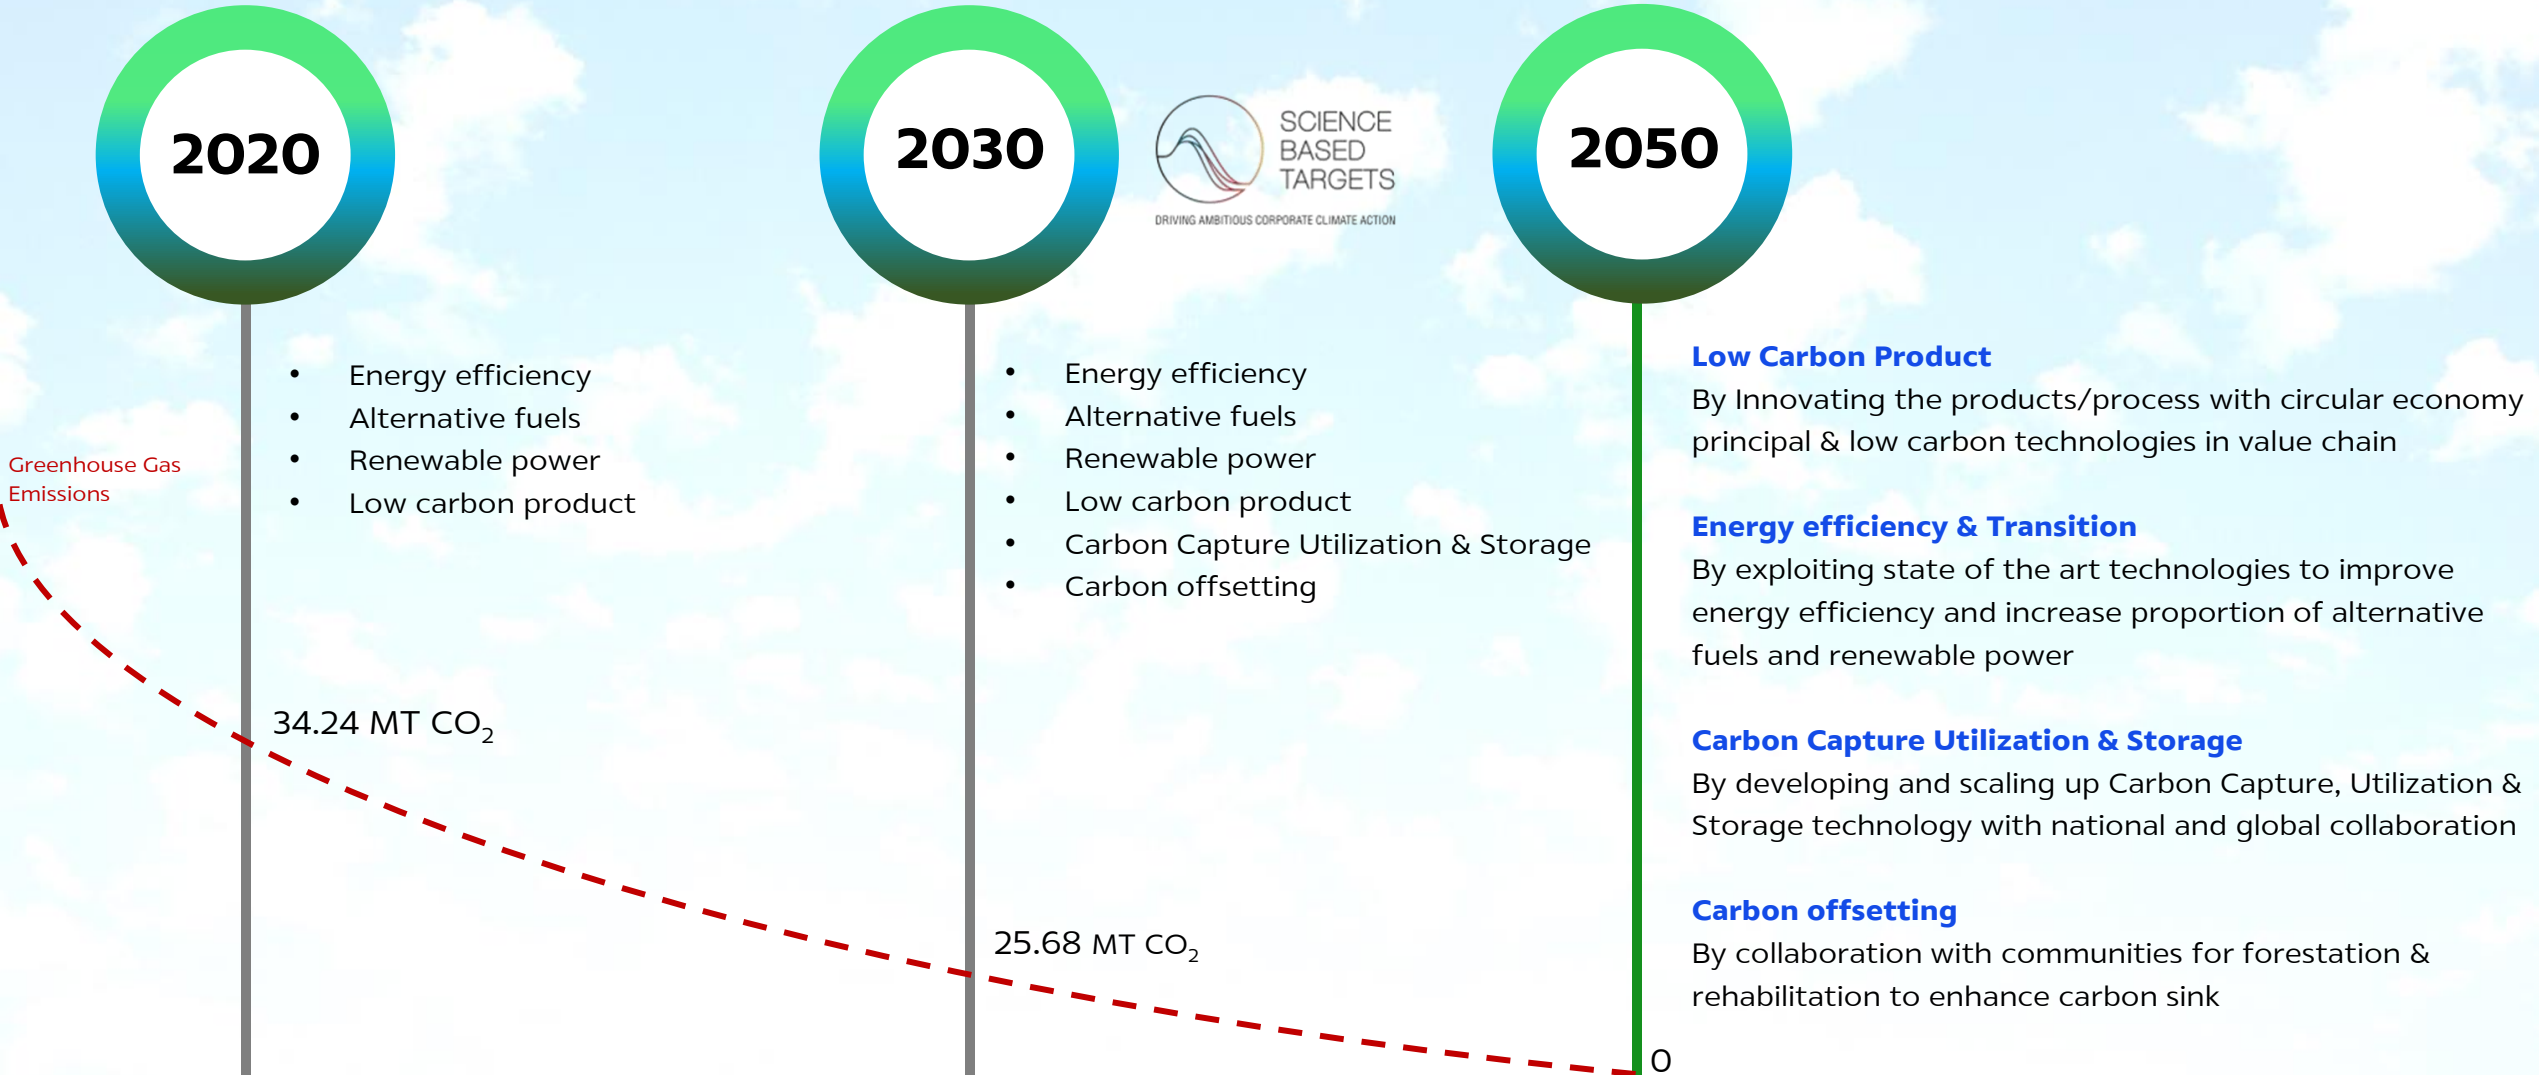 2020
2030
SCIENCE
BASED
TARGETS
DRIVING AMBITIOUS CORPORATE CLIMATE ACTION
2050
Greenhouse Gas
Emissions
• Energy efficiency
• Alternative fuels
• Renewable power
• Low carbon product
34.24 MT CO₂
• Energy efficiency
• Alternative fuels
• Renewable power
• Low carbon product
• Carbon Capture Utilization & Storage
• Carbon offsetting
25.68 MT CO₂
Low Carbon Product
By Innovating the products/process with circular economy
principal & low carbon technologies in value chain
Energy efficiency & Transition
By exploiting state of the art technologies to improve
energy efficiency and increase proportion of alternative
fuels and renewable power
Carbon Capture Utilization & Storage
By developing and scaling up Carbon Capture, Utilization &
Storage technology with national and global collaboration
Carbon offsetting
By collaboration with communities for forestation &
rehabilitation to enhance carbon sink
0